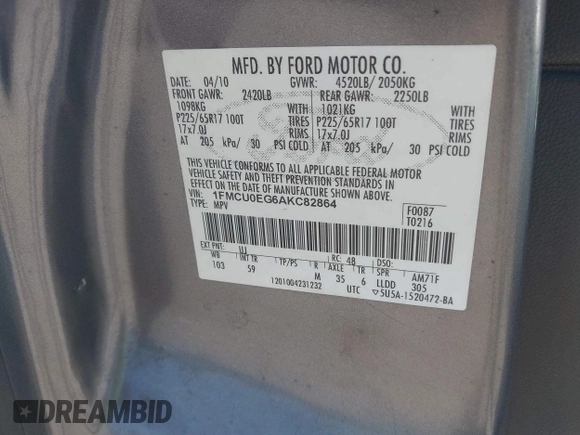 MFD. BY FORD MOTOR CO.
DATE: 04/10 GVWR: 4520LB/ 2050KG
FRONT GAWR: 2420LB REAR GAWR: 2250LB
1098KG WITH 1021KG WITH
P225/65R17 100T TIRES P225/65R17 100T TIRES
17x7.0J RIMS 17x7.0J RIMS
AT 205 kPa/ 30 PSI COLD AT 205 kPa/ 30 PSI COLD
THIS VEHICLE CONFORMS TO ALL APPLICABLE FEDERAL MOTOR
VEHICLE SAFETY AND THEFT PREVENTION STANDARDS IN
EFFECT ON THE DATE OF MANUFACTURE SHOWN ABOVE.
VIN: 1FMCU0EG6AKC82864
TYPE: MPV
F0087
T0216
EXT PNT: UJ RC: 48 DSO:
WB INT TR TP/PS R AXLE TR SPR AM71F
103 59 M 35 6 LLDD 305
1201004231232 UTC 5U5A-1520472-BA
Ford
DREAMBID